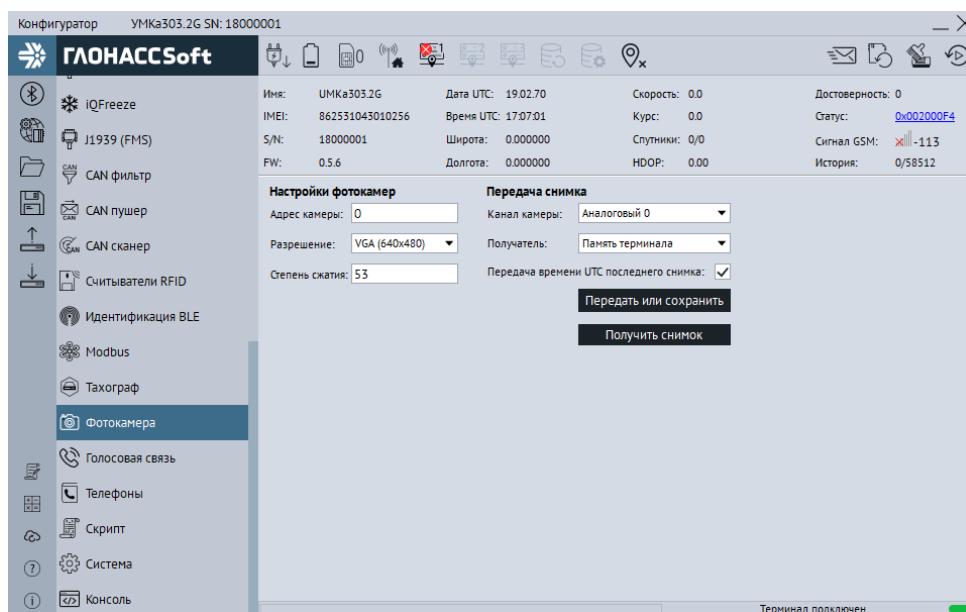 Конфигуратор УМКа303.2G SN: 18000001
ГЛОНАССSoft
0
Имя: UMKa303.2G Дата UTC: 19.02.70 Скорость: 0.0 Достоверность: 0
IMEI: 862531043010256 Время UTC: 17:07:01 Курс: 0.0 Статус: 0x002000F4
S/N: 18000001 Широта: 0.000000 Спутники: 0/0 Сигнал GSM: -113
FW: 0.5.6 Долгота: 0.000000 HDOP: 0.00 История: 0/58512
iQFreeze
J1939 (FMS)
CAN CAN фильтр
CAN CAN пушер
CAN CAN сканер
Считыватели RFID
Идентификация BLE
Modbus
Тахограф
Фотокамера
Голосовая связь
Телефоны
Скрипт
Система
Консоль
Настройки фотокамер Передача снимка
Адрес камеры: 0 Канал камеры: Аналоговый 0
Разрешение: VGA (640x480) Получатель: Память терминала
Степень сжатия: 53 Передача времени UTC последнего снимка:
Передать или сохранить
Получить снимок
Терминал подключен